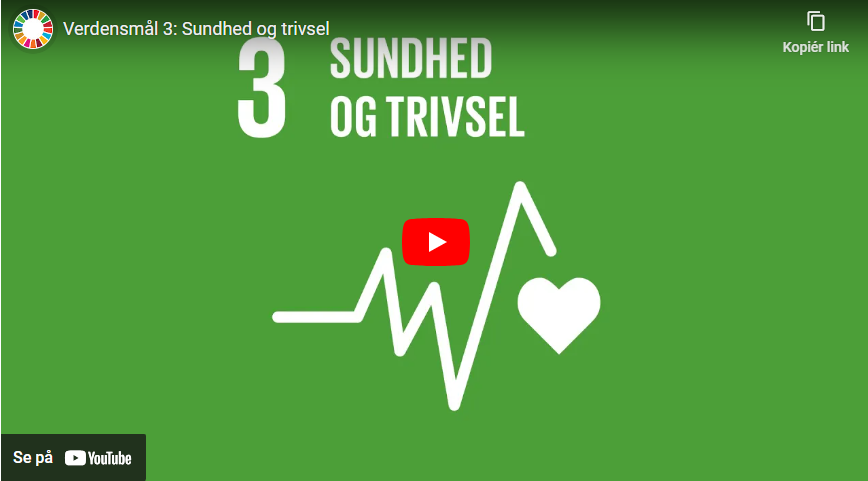 Verdensmål 3: Sundhed og trivsel
Kopiér link
3 SUNDHED
OG TRIVSEL
Se på YouTube